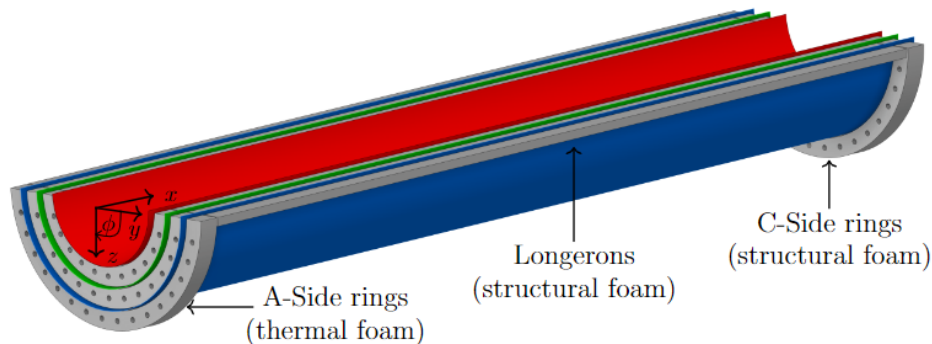 x
ϕ
y
z
C-Side rings
(structural foam)
Longerons
(structural foam)
A-Side rings
(thermal foam)